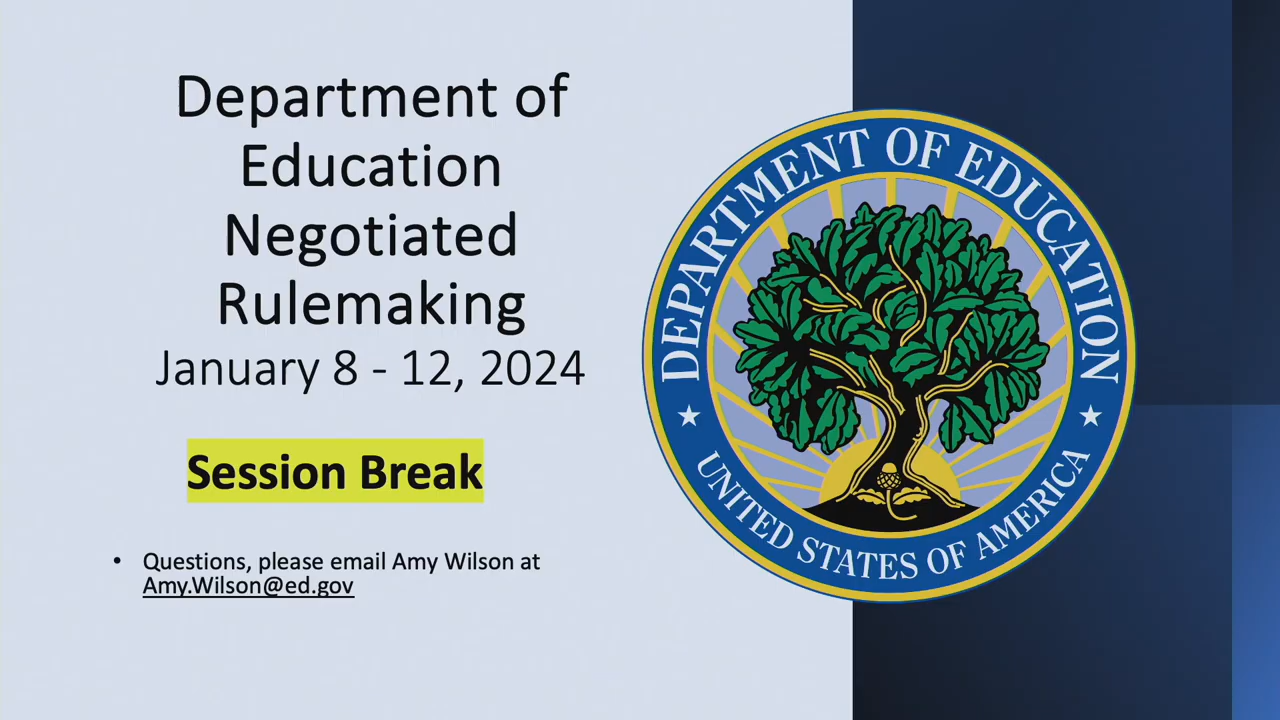 Department of
Education
Negotiated
Rulemaking
January 8 - 12, 2024
Session Break
• Questions, please email Amy Wilson at
Amy.Wilson@ed.gov
DEPARTMENT OF EDUCATION
UNITED STATES OF AMERICA